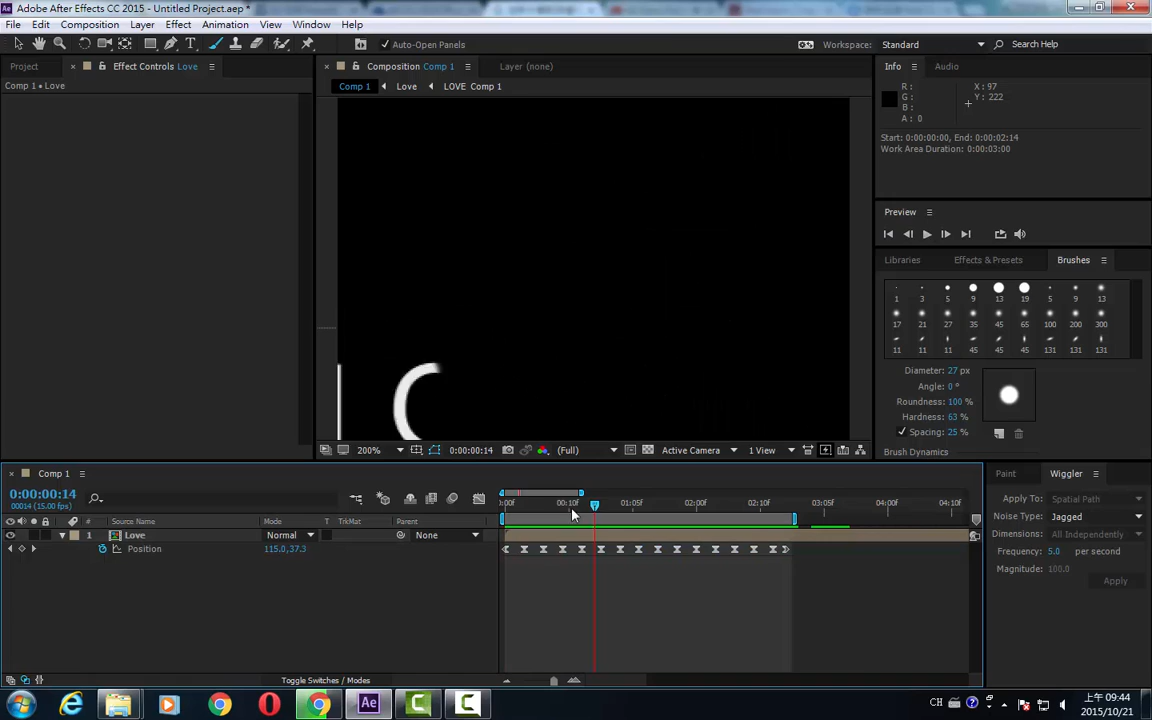 Adobe After Effects CC 2015 - Untitled Project.aep *
File Edit Composition Layer Effect Animation View Window Help
Auto-Open Panels
Workspace: Standard
Search Help
Project
Effect Controls Love
Composition Comp 1
Layer (none)
Info
Audio
Comp 1 • Love
Comp 1 Love LOVE Comp 1
R :
G :
B :
A : 0
X : 97
Y : 222
Start: 0:00:00:00, End: 0:00:02:14
Work Area Duration: 0:00:03:00
Preview
Libraries Effects & Presets Brushes
1 3 5 9 13 19 5 9 13
17 21 27 35 45 65 100 200 300
11 11 11 45 45 45 131 131 131
Diameter: 27 px
Angle: 0 °
Roundness: 100 %
Hardness: 63 %
Spacing: 25 %
Brush Dynamics
200% 0:00:00:14 (Full) Active Camera 1 View
Comp 1
0:00:00:14
00014 (15.00 fps)
:00f 00:10f 01:05f 02:00f 02:10f 03:05f 04:00f 04:10f
# Source Name Mode T TrkMat Parent
1 Love Normal None
Position 115.0,37.3
Toggle Switches / Modes
Paint Wiggler
Apply To: Spatial Path
Noise Type: Jagged
Dimensions: All Independently
Frequency: 5.0 per second
Magnitude: 100.0
Apply
CH
上午 09:44
2015/10/21